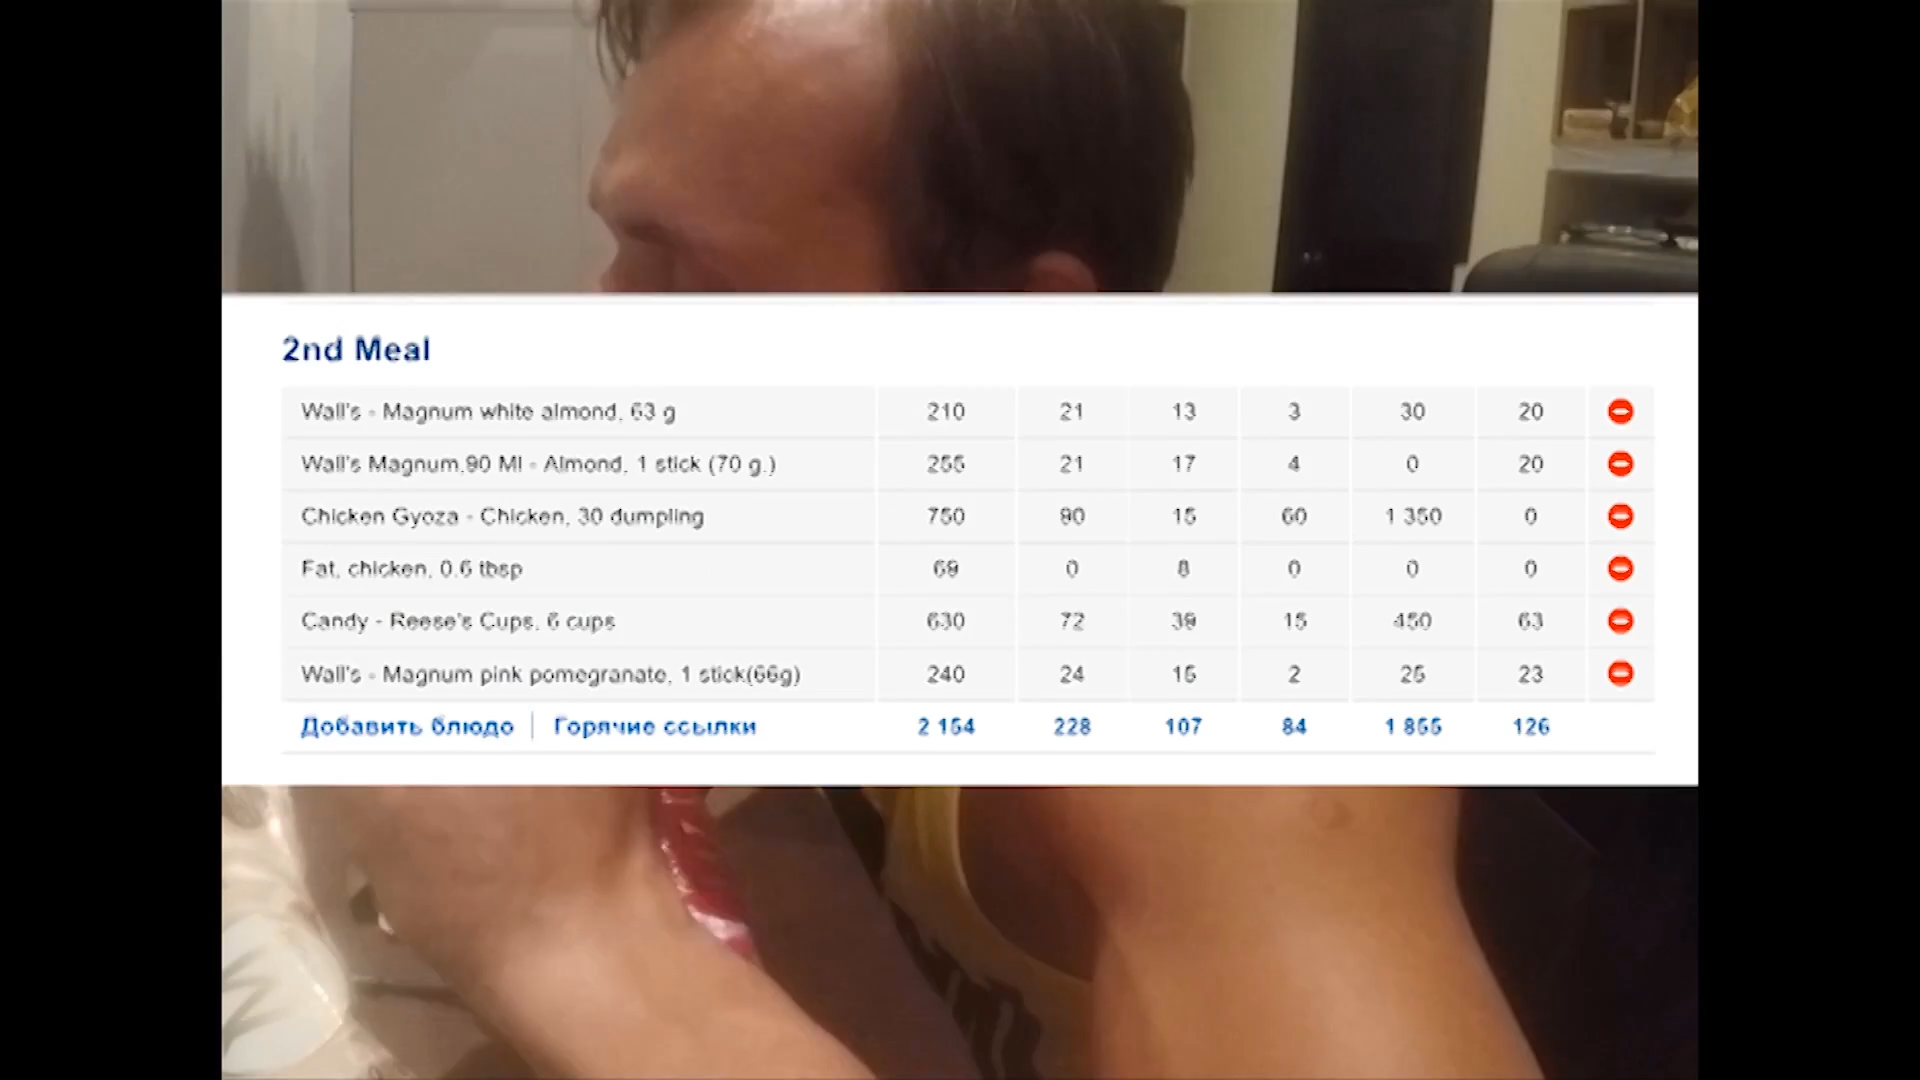 2nd Meal
Wall's - Magnum white almond, 63 g 210 21 13 3 30 20
Wall's Magnum.90 Ml - Almond, 1 stick (70 g.) 255 21 17 4 0 20
Chicken Gyoza - Chicken, 30 dumpling 750 90 15 60 1 350 0
Fat, chicken, 0.6 tbsp 69 0 8 0 0 0
Candy - Reese's Cups, 6 cups 630 72 39 15 450 63
Wall's - Magnum pink pomegranate, 1 stick(66g) 240 24 15 2 25 23
Добавить блюдо | Горячие ссылки 2 154 228 107 84 1 855 126